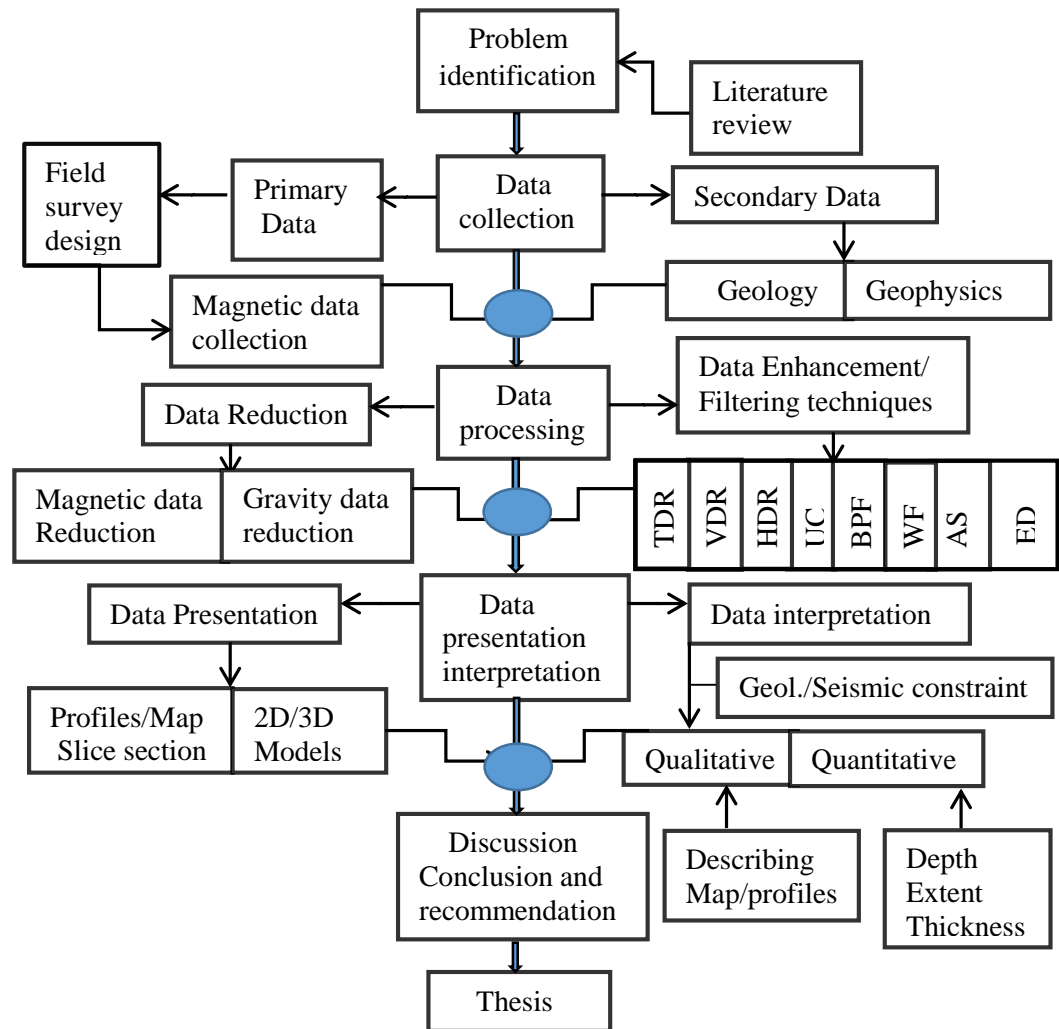 Problem
identification
Literature
review
Field
survey
design
Primary
Data
Data
collection
Secondary Data
Magnetic data
collection
Geology
Geophysics
Data Reduction
Data
processing
Data Enhancement/
Filtering techniques
Magnetic data
Reduction
Gravity data
reduction
TDR
VDR
HDR
UC
BPF
WF
AS
ED
Data Presentation
Data
presentation
interpretation
Data interpretation
Geol./Seismic constraint
Profiles/Map
Slice section
2D/3D
Models
Qualitative
Quantitative
Discussion
Conclusion and
recommendation
Describing
Map/profiles
Depth
Extent
Thickness
Thesis